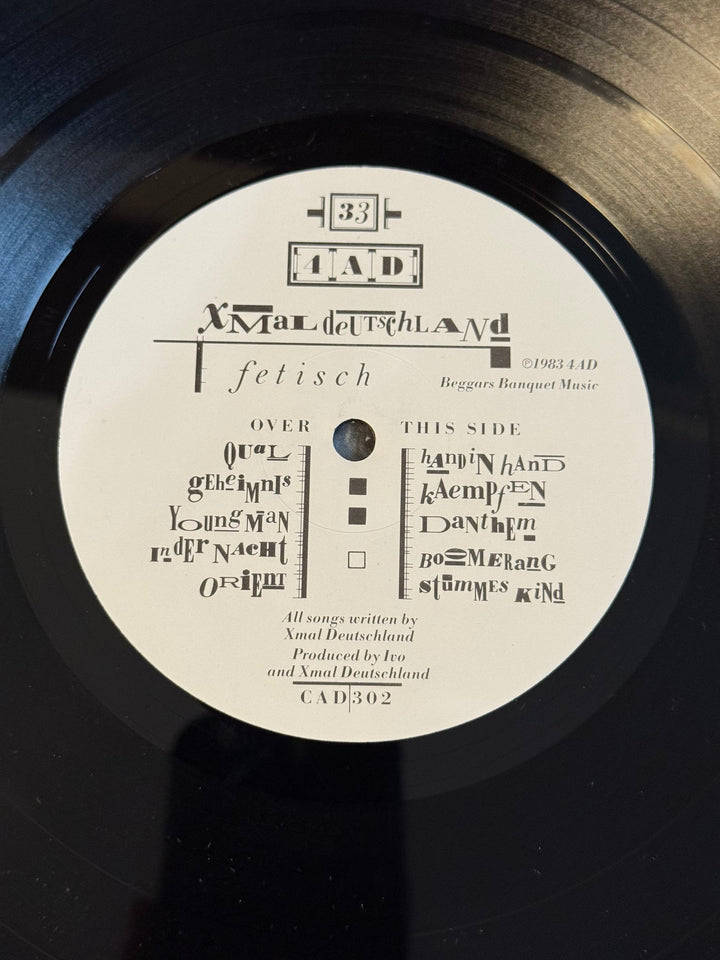 33
4AD
Xmal deutschland
fetisch
℗1983 4AD
Beggars Banquet Music
OVER
Qual
geheimnis
Young Man
In der Nacht
Orient
THIS SIDE
hand in hand
kaempfen
Danthem
Boomerang
stummes kind
All songs written by
Xmal Deutschland
Produced by Ivo
and Xmal Deutschland
CAD 302